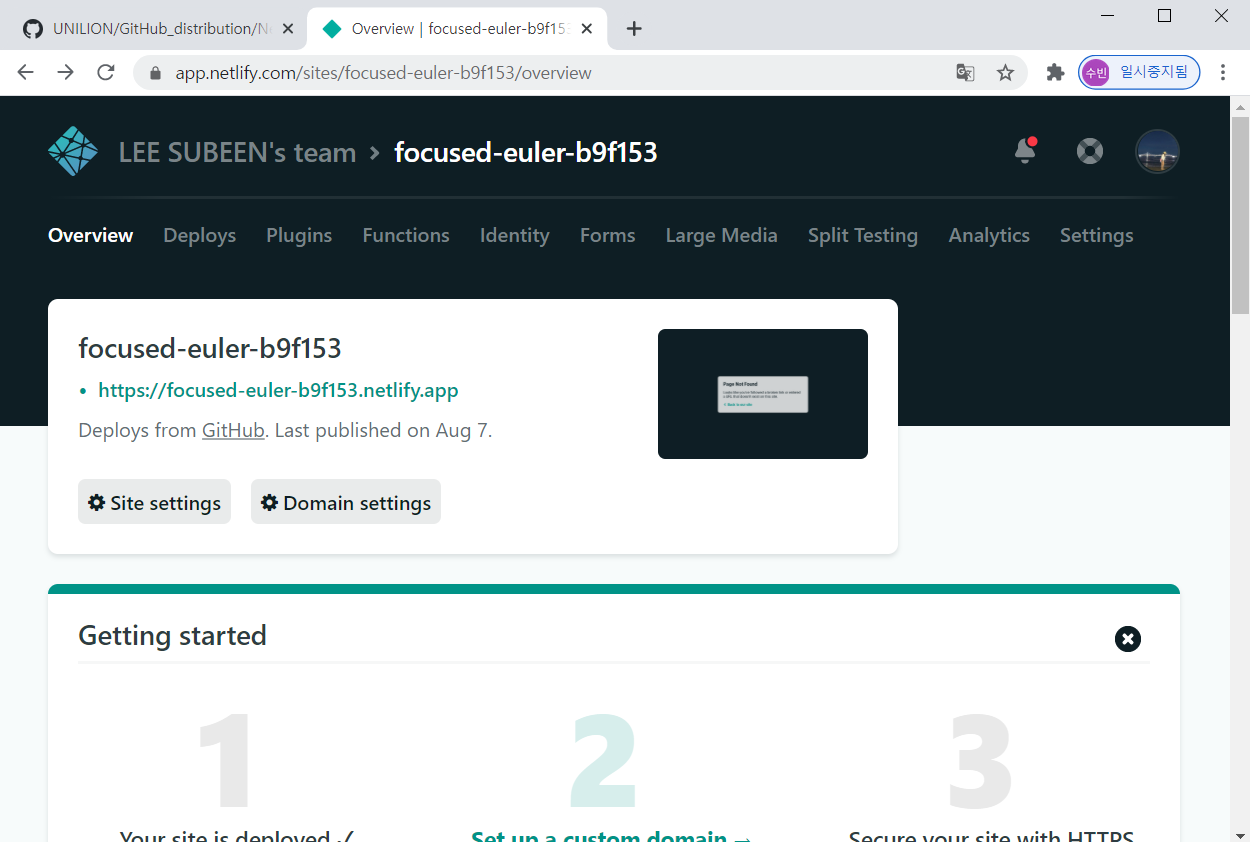 UNILION/GitHub_distribution/Ne
Overview | focused-euler-b9f153
app.netlify.com/sites/focused-euler-b9f153/overview
수빈 일시중지됨
LEE SUBEEN's team > focused-euler-b9f153
Overview Deploys Plugins Functions Identity Forms Large Media Split Testing Analytics Settings
focused-euler-b9f153
• https://focused-euler-b9f153.netlify.app
Deploys from GitHub. Last published on Aug 7.
Page Not Found
Site settings Domain settings
Getting started
1 2 3
Your site is deployed ✓
Set up a custom domain →
Secure your site with HTTPS